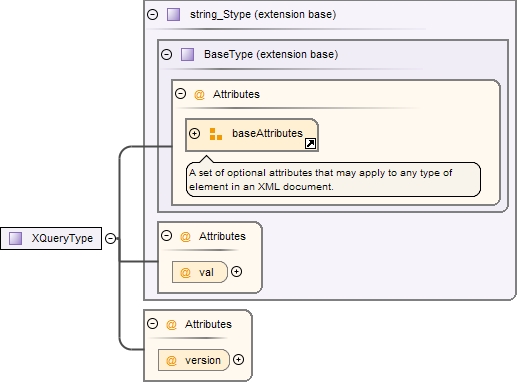 string_Stype (extension base)
BaseType (extension base)
@ Attributes
baseAttributes
A set of optional attributes that may apply to any type of
element in an XML document.
XQueryType
@ Attributes
@ val
@ Attributes
@ version